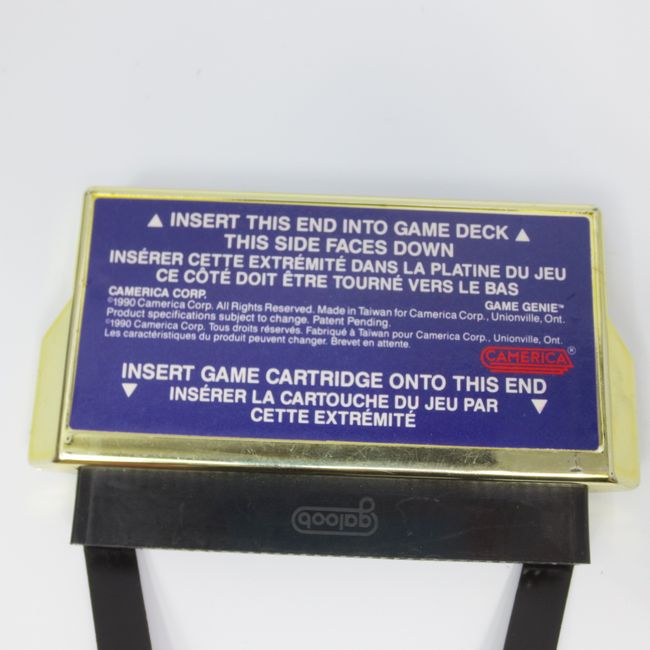 ▲ INSERT THIS END INTO GAME DECK ▲
THIS SIDE FACES DOWN
INSÉRER CETTE EXTRÉMITÉ DANS LA PLATINE DU JEU
CE CÔTÉ DOIT ÊTRE TOURNÉ VERS LE BAS
CAMERICA CORP. GAME GENIE™
©1990 Camerica Corp. All Rights Reserved. Made in Taiwan for Camerica Corp., Unionville, Ont.
Product specifications subject to change. Patent Pending.
©1990 Camerica Corp. Tous droits réservés. Fabriqué à Taiwan pour Camerica Corp., Unionville, Ont.
Les caractéristiques du produit peuvent changer. Brevet en attente.
CAMERICA®
INSERT GAME CARTRIDGE ONTO THIS END
▼ INSÉRER LA CARTOUCHE DU JEU PAR ▼
CETTE EXTRÉMITÉ
galoob